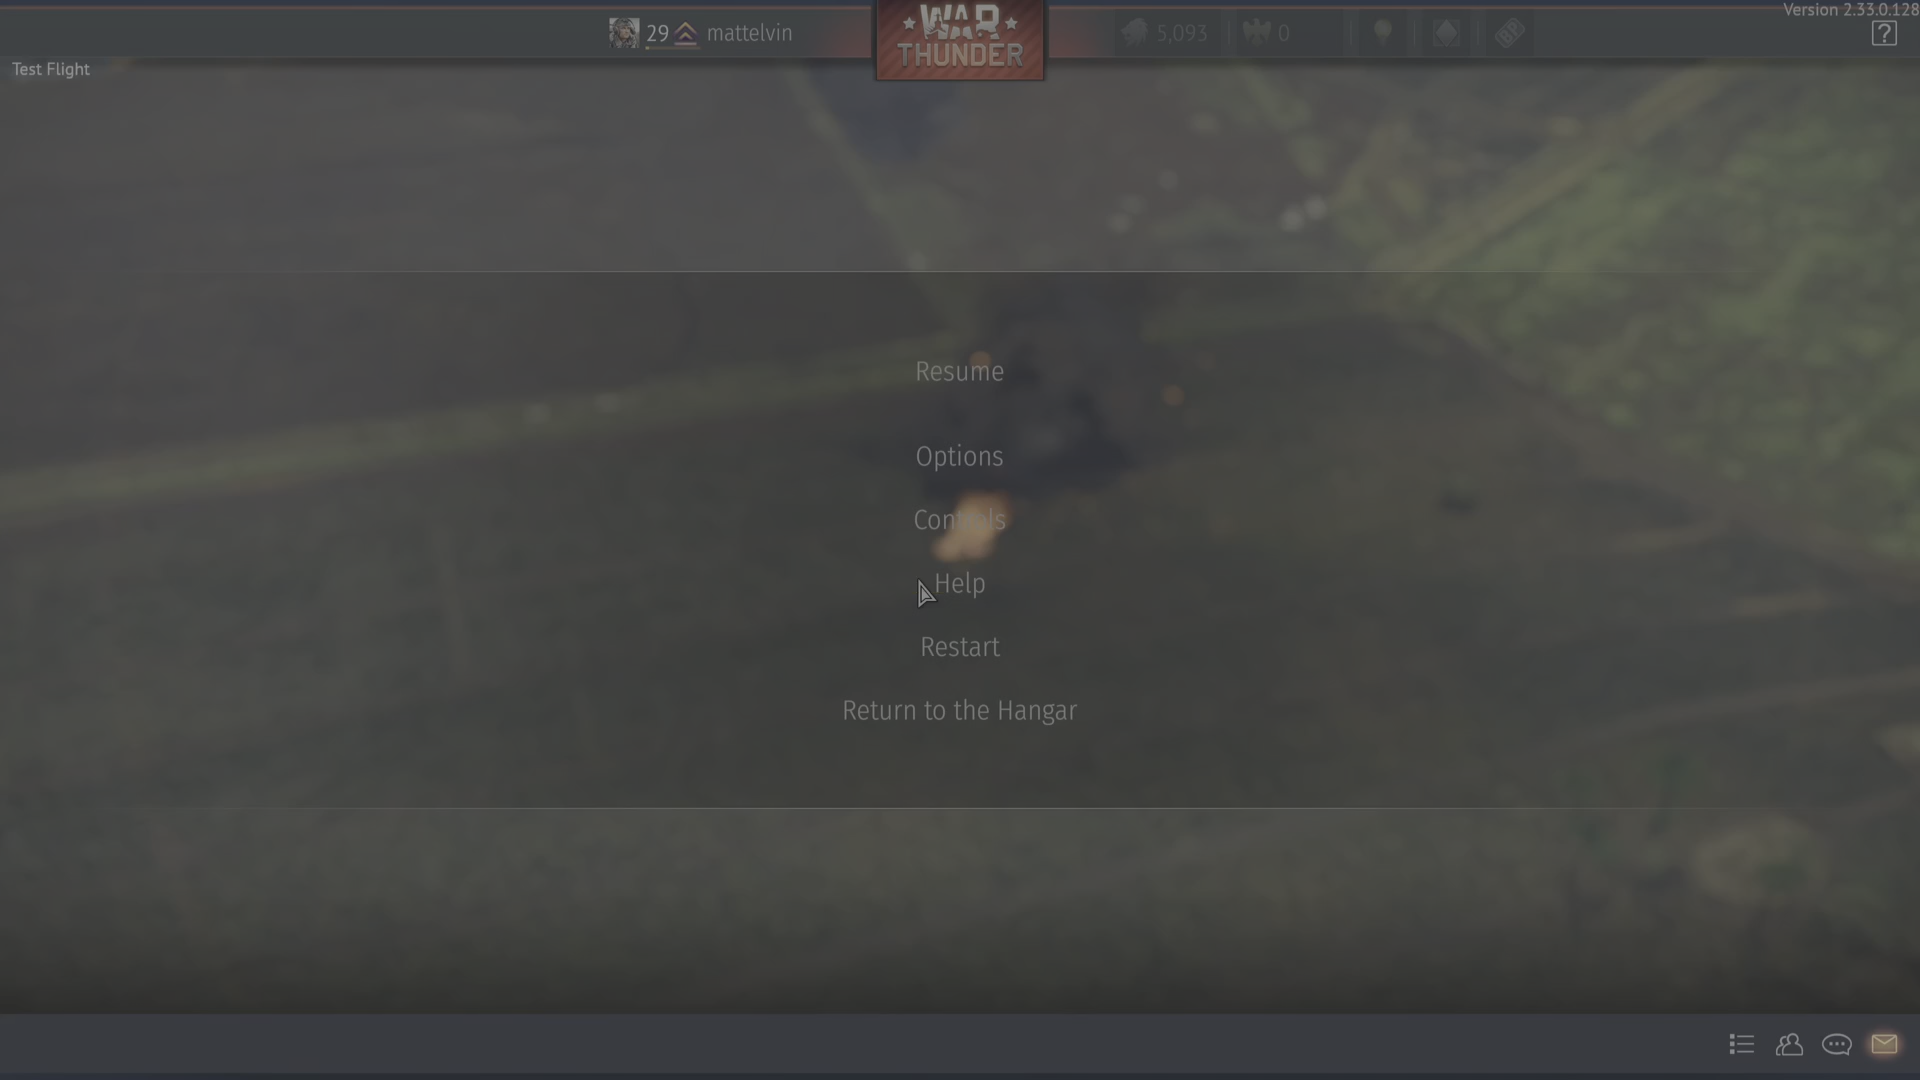 Version 2.33.0.128
29 mattelvin
WAR
THUNDER
5,093
0
?
Test Flight
Resume
Options
Controls
Help
Restart
Return to the Hangar